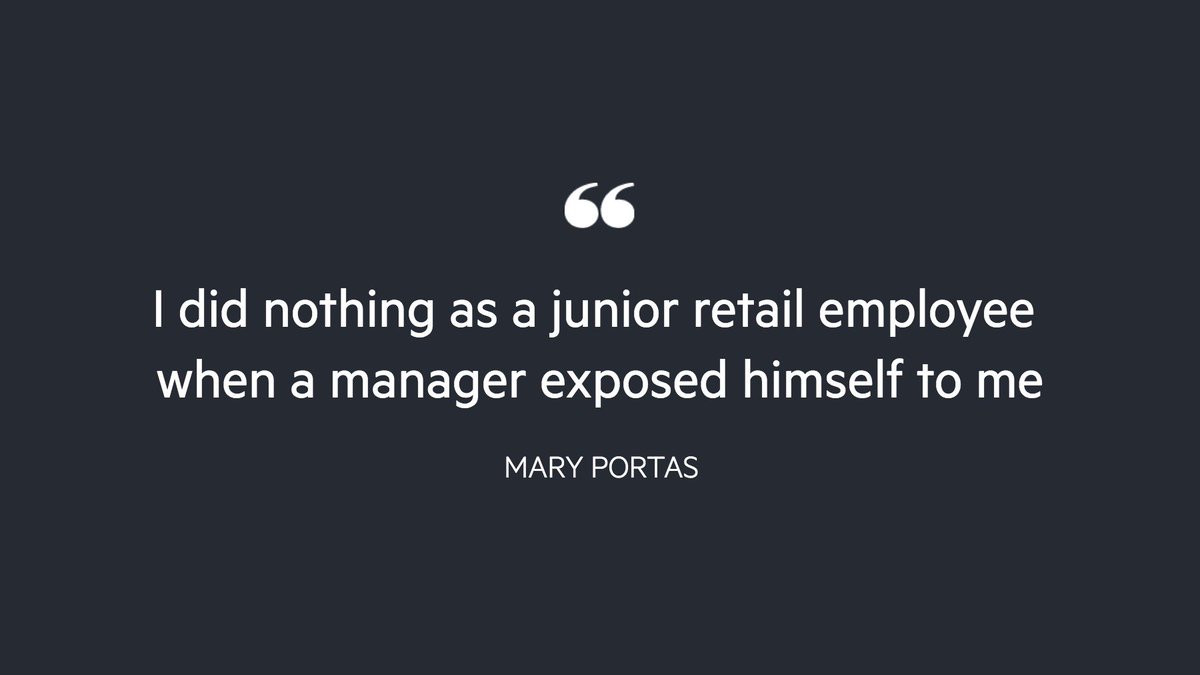 “
I did nothing as a junior retail employee
when a manager exposed himself to me
MARY PORTAS